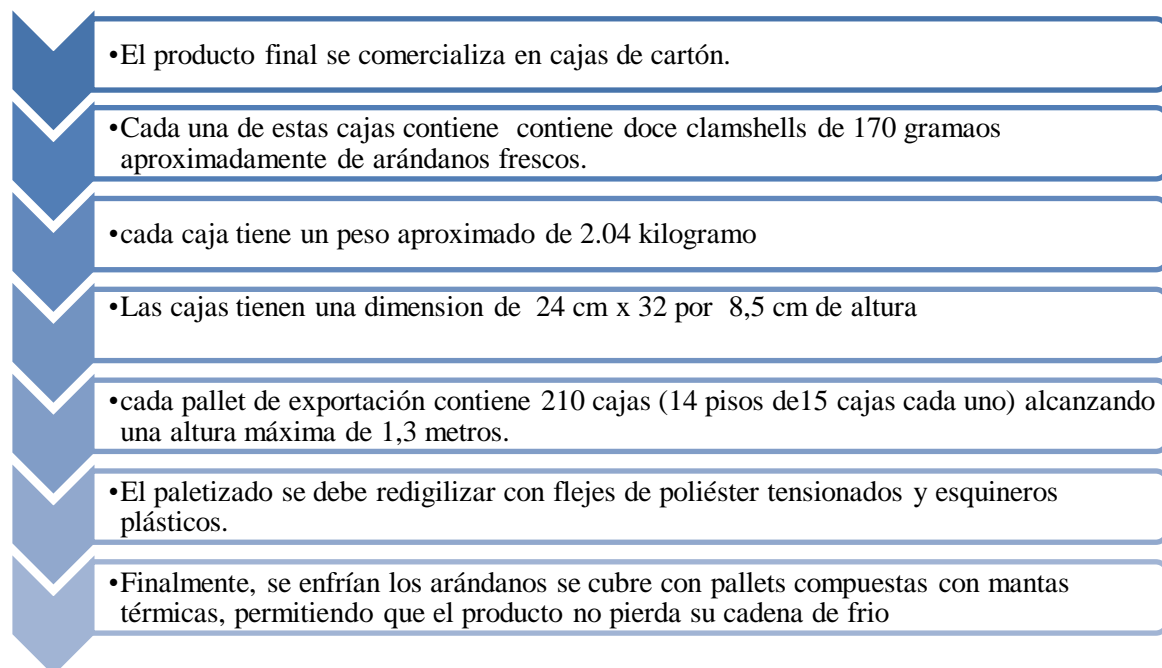 •El producto final se comercializa en cajas de cartón.
•Cada una de estas cajas contiene contiene doce clamshells de 170 gramaos
aproximadamente de arándanos frescos.
•cada caja tiene un peso aproximado de 2.04 kilogramo
•Las cajas tienen una dimension de 24 cm x 32 por 8,5 cm de altura
•cada pallet de exportación contiene 210 cajas (14 pisos de15 cajas cada uno) alcanzando
una altura máxima de 1,3 metros.
•El paletizado se debe redigilizar con flejes de poliéster tensionados y esquineros
plásticos.
•Finalmente, se enfrían los arándanos se cubre con pallets compuestas con mantas
térmicas, permitiendo que el producto no pierda su cadena de frio